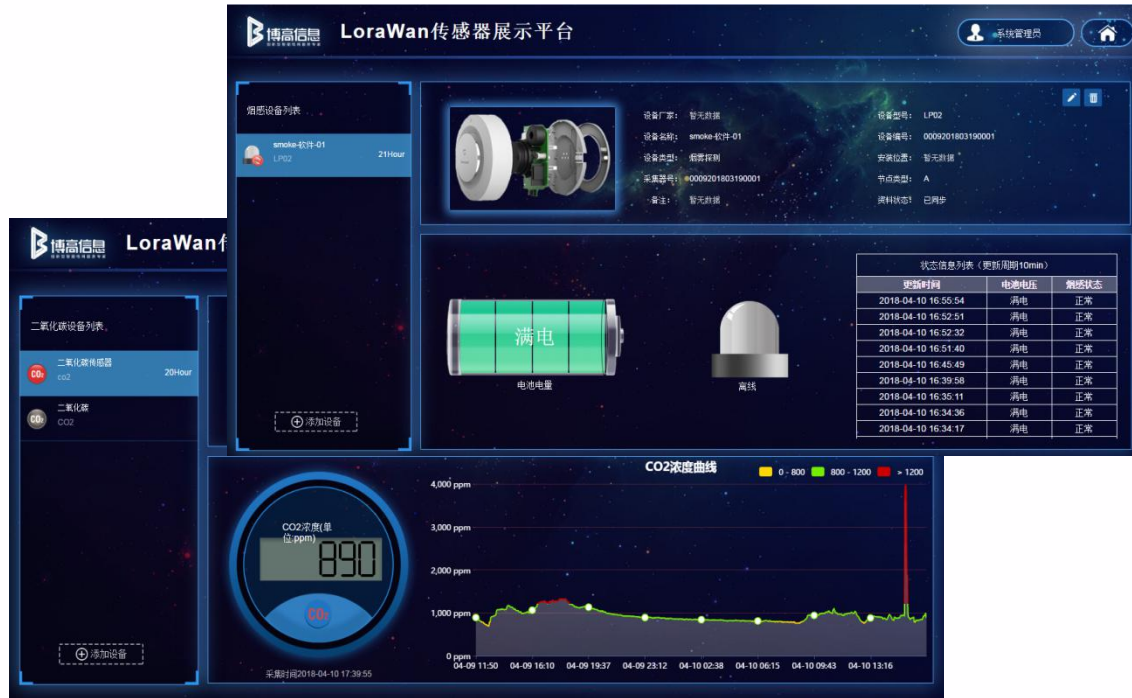 博高信息
LoraWan传感器展示平台
系统管理员
烟感设备列表
smoke-软件-01
LP02
21Hour
添加设备
设备厂家： 暂无数据
设备型号： LP02
设备名称： smoke-软件-01
设备编号： 0009201803190001
设备类型： 烟雾探测
安装位置： 暂无数据
采集器号： 0009201803190001
节点类型： A
备注： 暂无数据
资料状态： 已同步
满电
电池电量
离线
状态信息列表（更新周期10min）
更新时间 电池电压 烟感状态
2018-04-10 16:55:54 满电 正常
2018-04-10 16:52:51 满电 正常
2018-04-10 16:52:32 满电 正常
2018-04-10 16:51:40 满电 正常
2018-04-10 16:45:49 满电 正常
2018-04-10 16:39:58 满电 正常
2018-04-10 16:35:11 满电 正常
2018-04-10 16:34:36 满电 正常
2018-04-10 16:34:17 满电 正常
博高信息
LoraWan传
二氧化碳设备列表
二氧化碳传感器
co2
20Hour
CO₂
二氧化碳
CO2
CO₂
添加设备
CO2浓度(单
位:ppm)
890
CO₂
采集时间2018-04-10 17:39:55
CO2浓度曲线
0 - 800 800 - 1200 > 1200
4,000 ppm
3,000 ppm
2,000 ppm
1,000 ppm
0 ppm
04-09 11:50 04-09 16:10 04-09 19:37 04-09 23:12 04-10 02:38 04-10 06:15 04-10 09:43 04-10 13:16